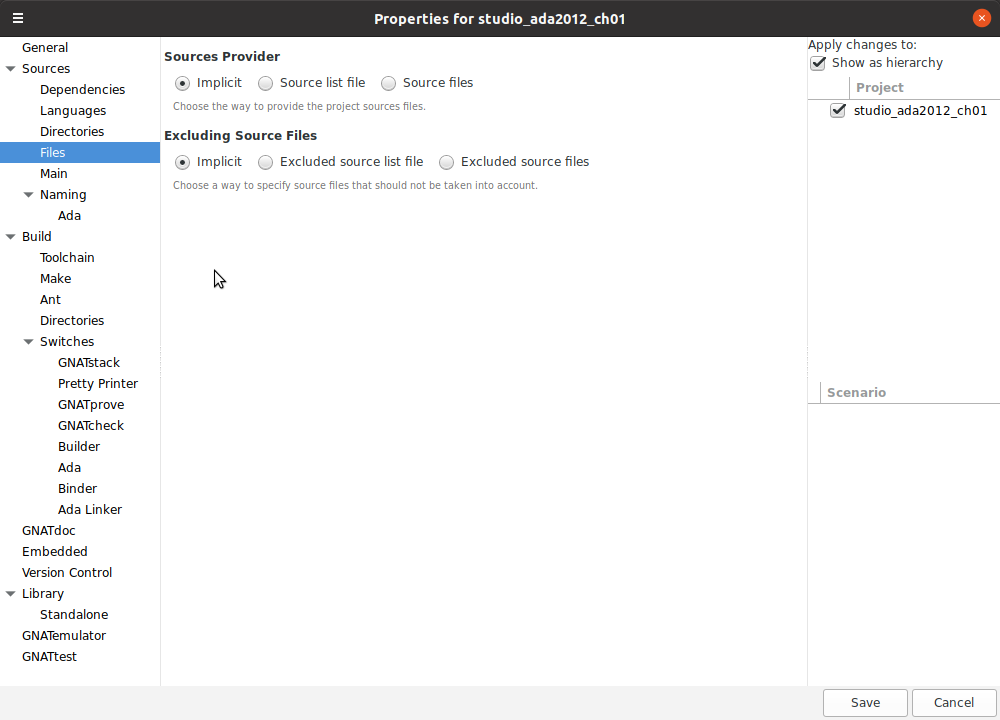 Properties for studio_ada2012_ch01
General
Sources
Dependencies
Languages
Directories
Files
Main
Naming
Ada
Build
Toolchain
Make
Ant
Directories
Switches
GNATstack
Pretty Printer
GNATprove
GNATcheck
Builder
Ada
Binder
Ada Linker
GNATdoc
Embedded
Version Control
Library
Standalone
GNATemulator
GNATtest
Sources Provider
Implicit Source list file Source files
Choose the way to provide the project sources files.
Excluding Source Files
Implicit Excluded source list file Excluded source files
Choose a way to specify source files that should not be taken into account.
Apply changes to:
Show as hierarchy
Project
studio_ada2012_ch01
Scenario
Save Cancel